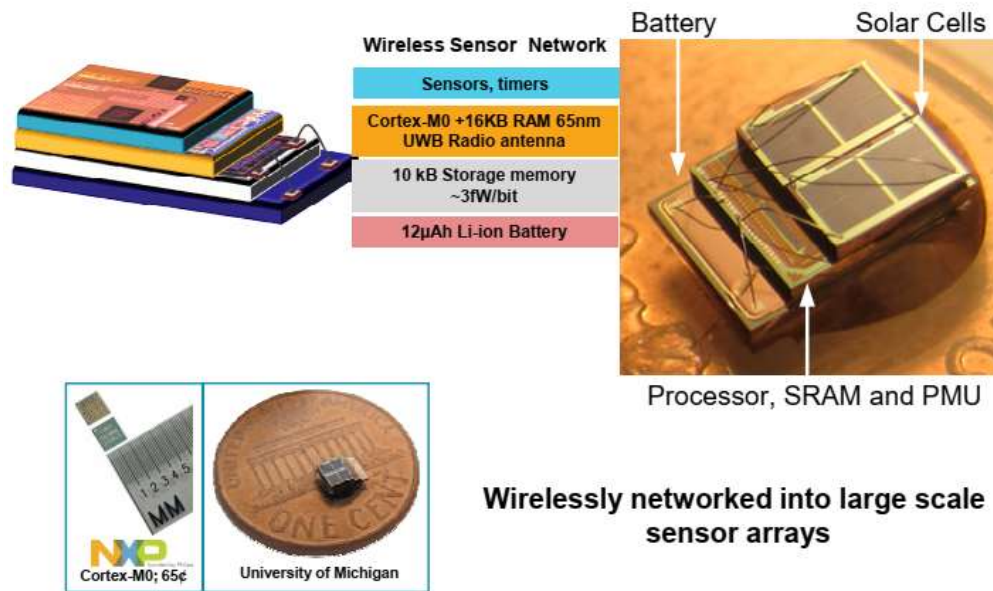 Battery
Solar Cells
Wireless Sensor Network
Sensors, timers
Cortex-M0 +16KB RAM 65nm
UWB Radio antenna
10 kB Storage memory
~3fW/bit
12µAh Li-ion Battery
Processor, SRAM and PMU
1 2 3 4 5
MM
NXP
Cortex-M0; 65¢
ONE CENT
University of Michigan
Wirelessly networked into large scale
sensor arrays